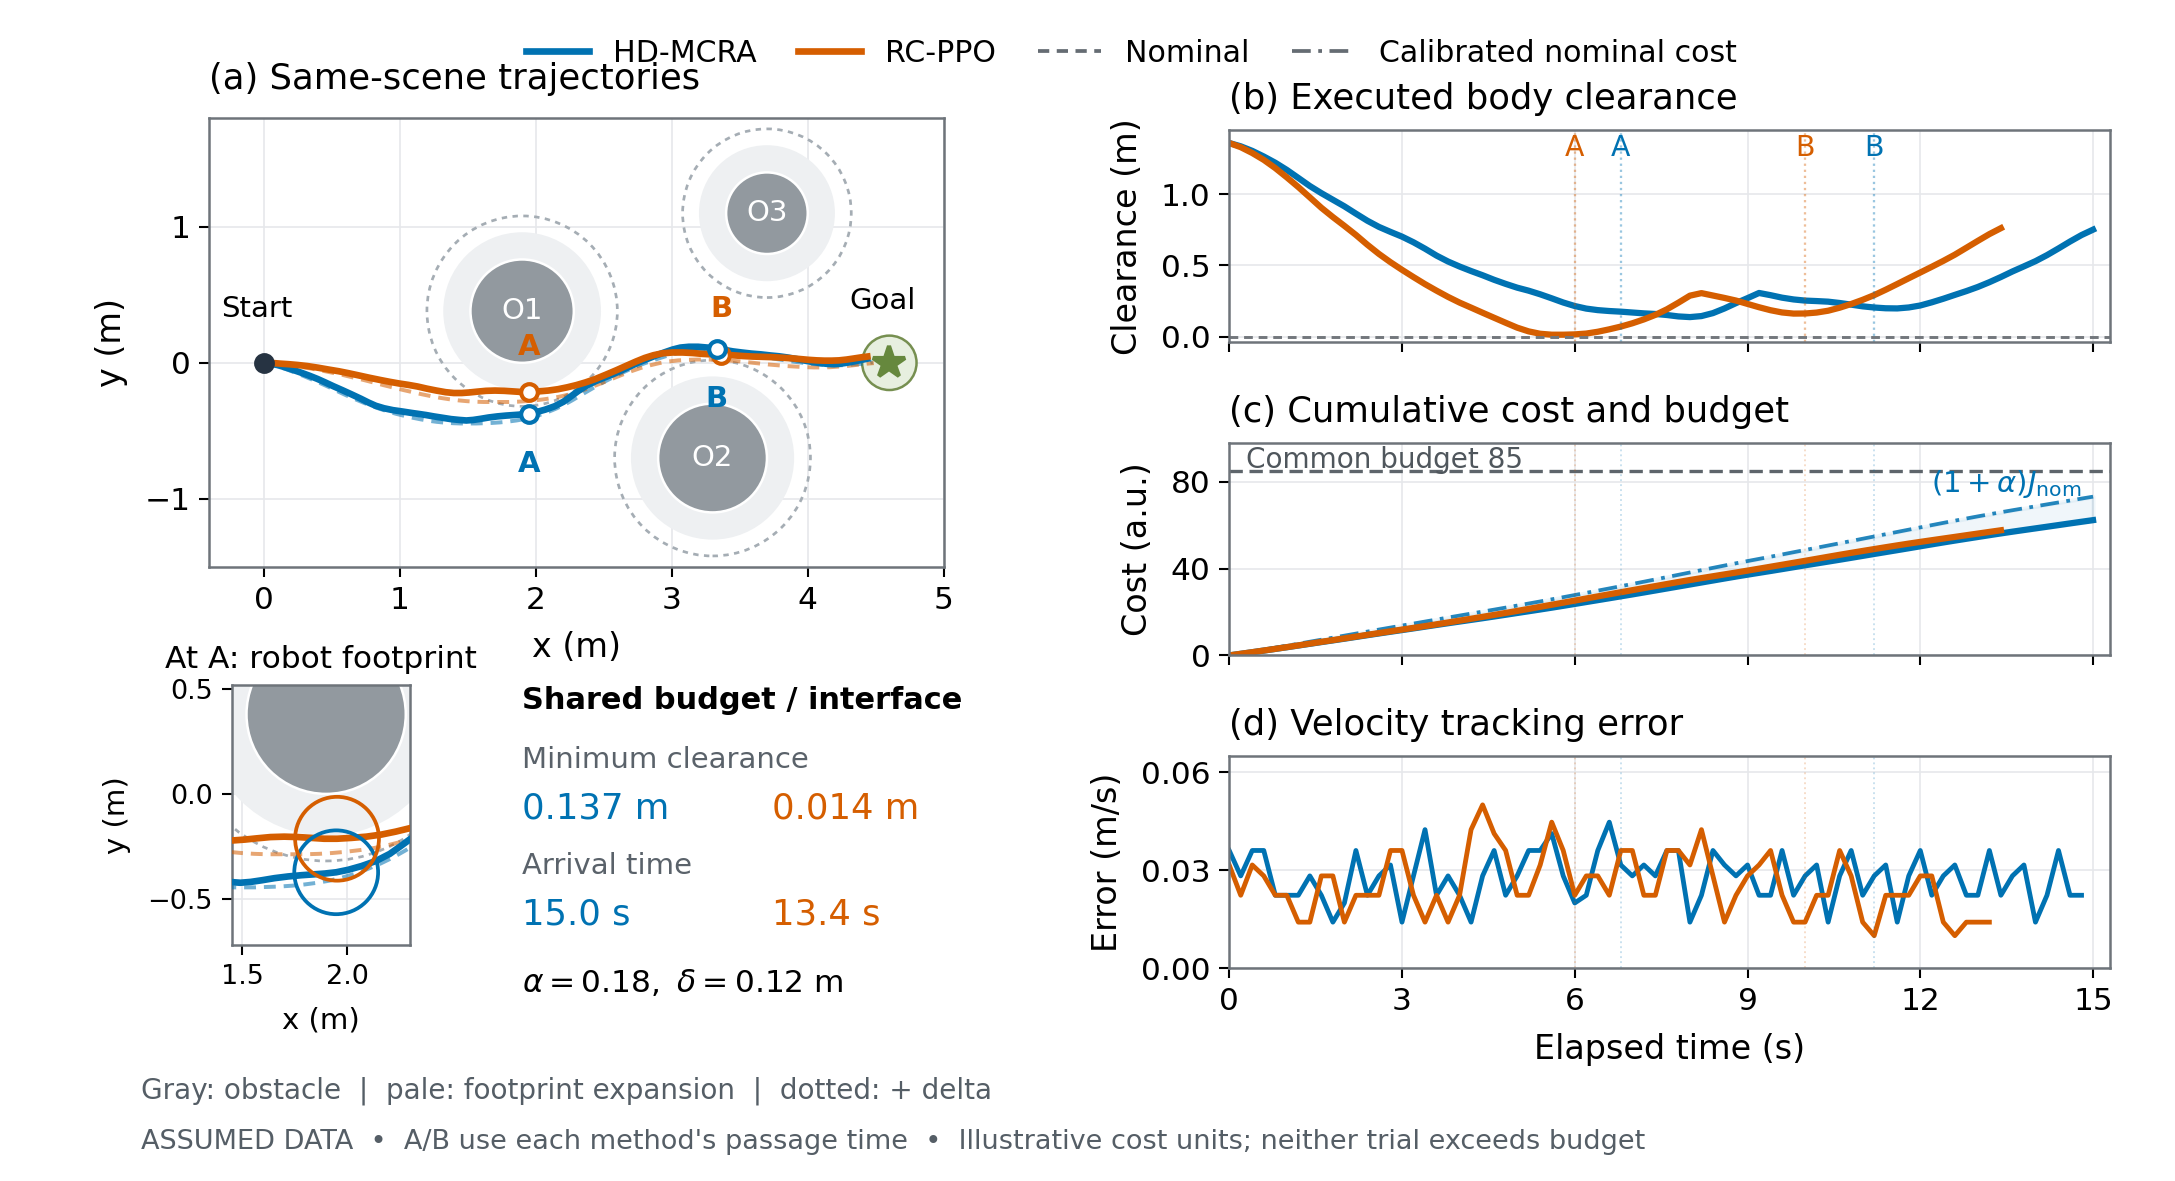 HD-MCRA RC-PPO Nominal Calibrated nominal cost
(a) Same-scene trajectories
y (m)
1
0
−1
Start
O1
O2
O3
A
A
B
B
Goal
0 1 2 3 4 5
x (m)
At A: robot footprint
y (m)
0.5
0.0
−0.5
1.5 2.0
x (m)
Shared budget / interface
Minimum clearance
0.137 m 0.014 m
Arrival time
15.0 s 13.4 s
α = 0.18, δ = 0.12 m
(b) Executed body clearance
Clearance (m)
1.0
0.5
0.0
A A B B
(c) Cumulative cost and budget
Cost (a.u.)
80
40
0
Common budget 85
(1 + α)J_nom
(d) Velocity tracking error
Error (m/s)
0.06
0.03
0.00
0 3 6 9 12 15
Elapsed time (s)
Gray: obstacle | pale: footprint expansion | dotted: + delta
ASSUMED DATA • A/B use each method's passage time • Illustrative cost units; neither trial exceeds budget